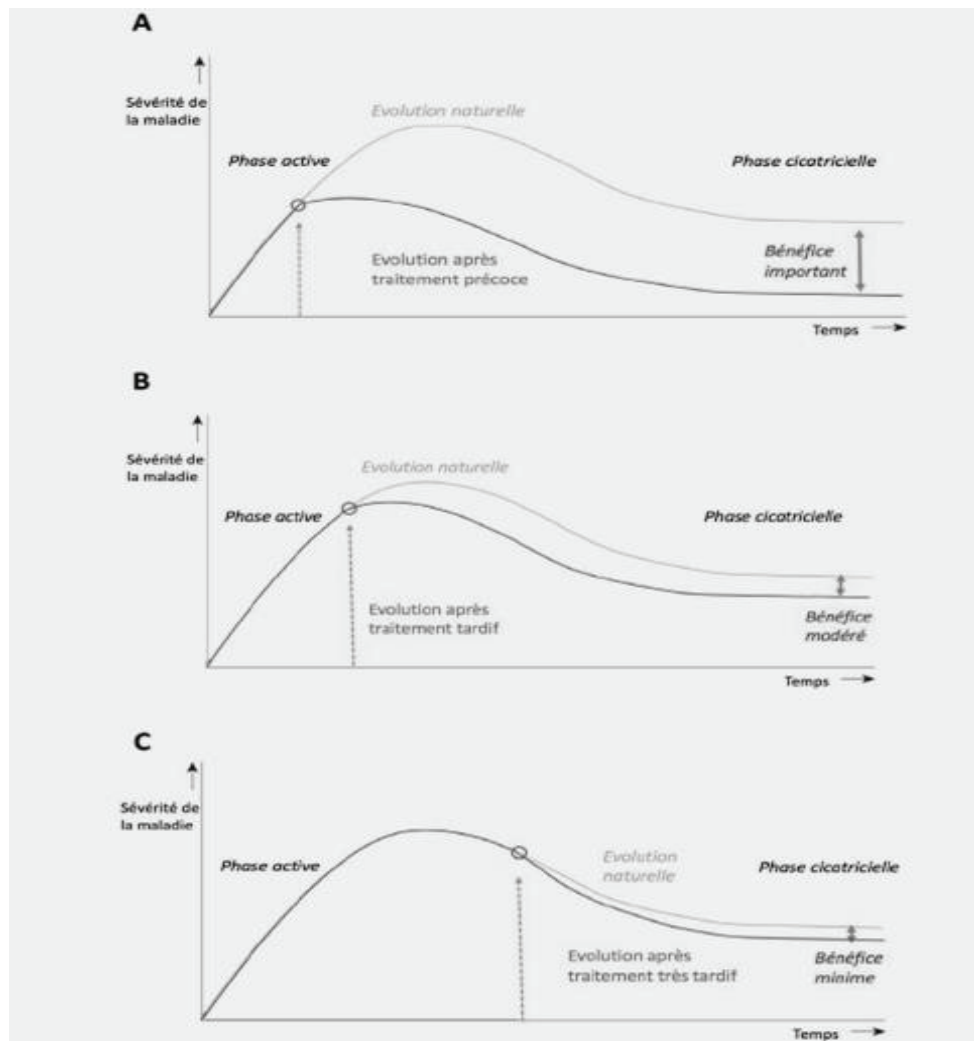 A
Sévérité de
la maladie
Evolution naturelle
Phase active
Phase cicatricielle
Evolution après
traitement précoce
Bénéfice
important
Temps
B
Sévérité de
la maladie
Evolution naturelle
Phase active
Phase cicatricielle
Evolution après
traitement tardif
Bénéfice
modéré
Temps
C
Sévérité de
la maladie
Phase active
Evolution
naturelle
Phase cicatricielle
Evolution après
traitement très tardif
Bénéfice
minime
Temps